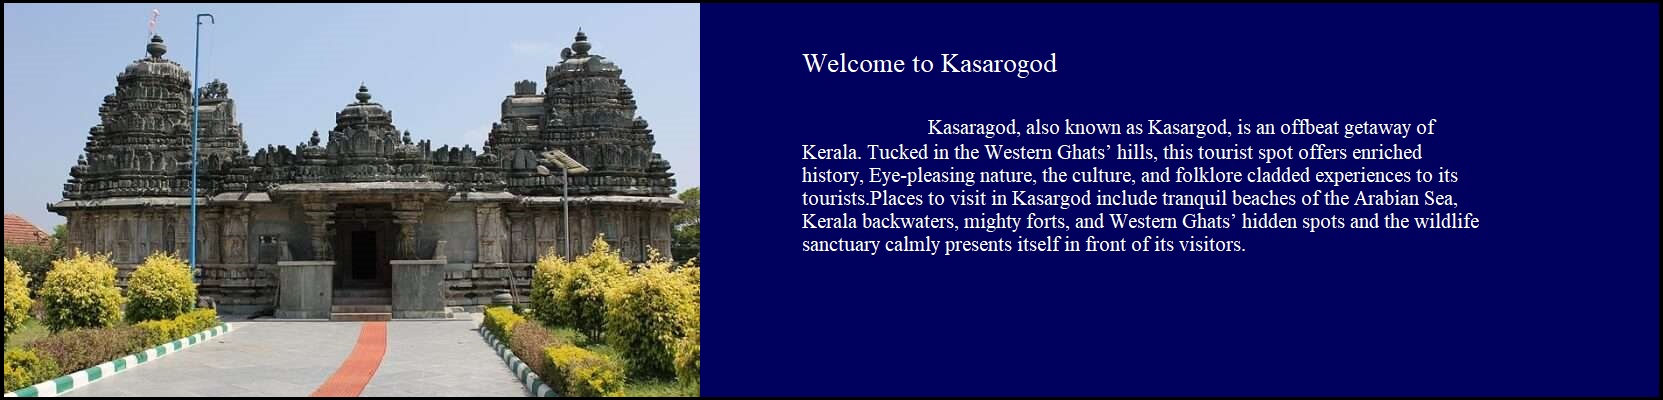 Welcome to Kasarogod
Kasaragod, also known as Kasargod, is an offbeat getaway of
Kerala. Tucked in the Western Ghats’ hills, this tourist spot offers enriched
history, Eye-pleasing nature, the culture, and folklore cladded experiences to its
tourists.Places to visit in Kasargod include tranquil beaches of the Arabian Sea,
Kerala backwaters, mighty forts, and Western Ghats’ hidden spots and the wildlife
sanctuary calmly presents itself in front of its visitors.